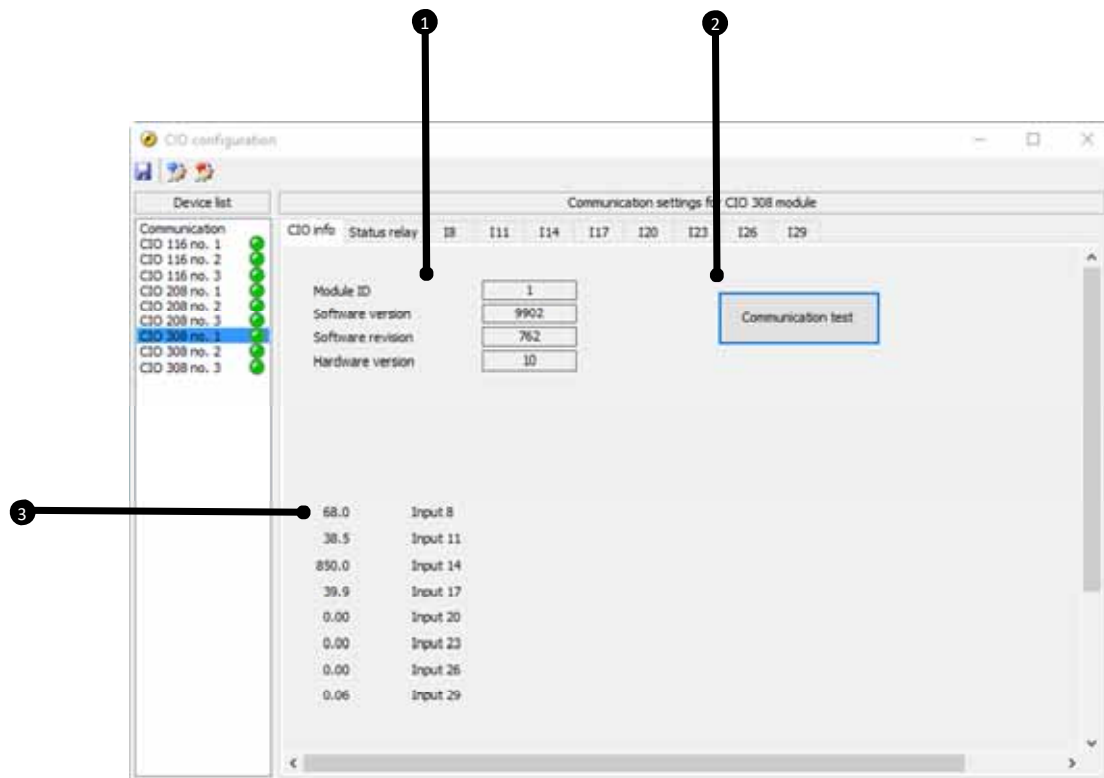 1 2
CIO configuration
Device list
Communication settings for CIO 308 module
Communication
CIO 116 no. 1
CIO 116 no. 2
CIO 116 no. 3
CIO 208 no. 1
CIO 208 no. 2
CIO 208 no. 3
CIO 308 no. 1
CIO 308 no. 2
CIO 308 no. 3
CIO info Status relay I8 I11 I14 I17 I20 I23 I26 I29
Module ID 1
Software version 9902
Software revision 762
Hardware version 10
Communication test
3
68.0 Input 8
38.5 Input 11
850.0 Input 14
39.9 Input 17
0.00 Input 20
0.00 Input 23
0.00 Input 26
0.06 Input 29